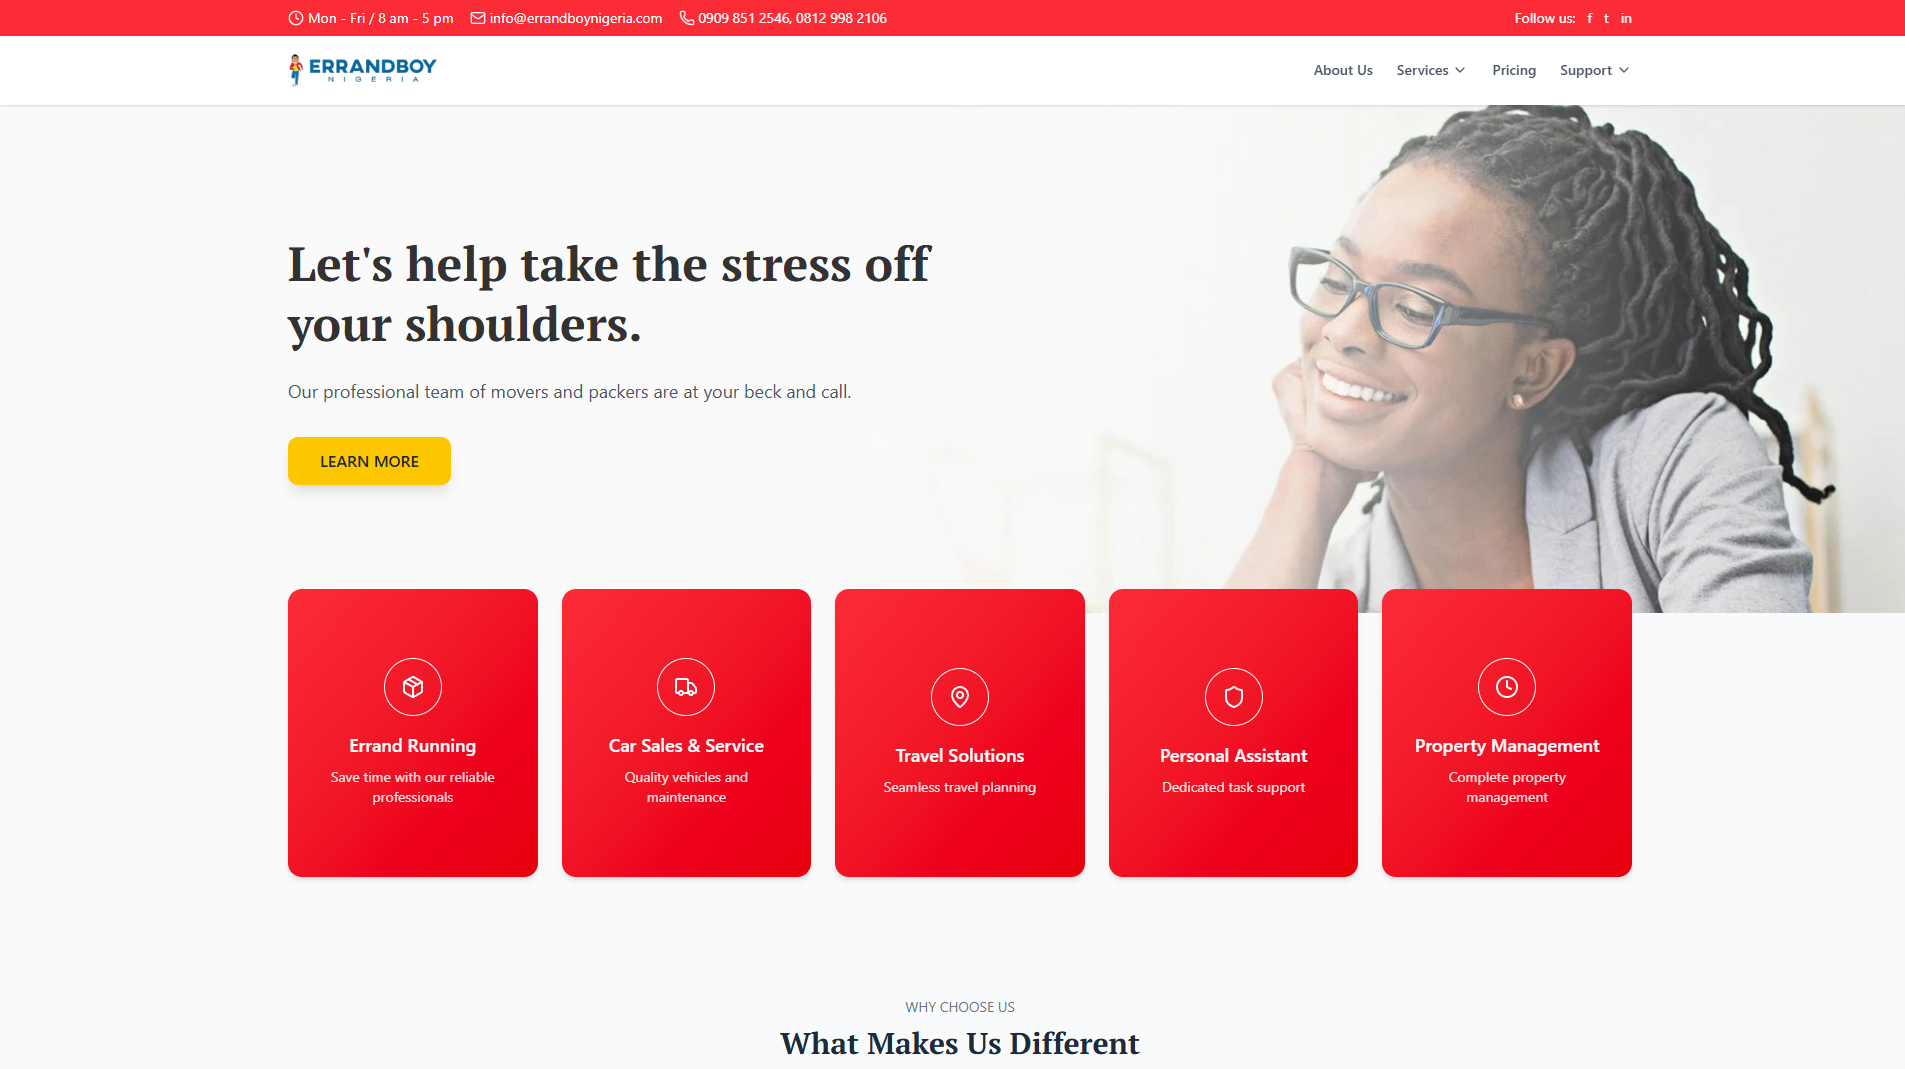 Mon - Fri / 8 am - 5 pm
info@errandboynigeria.com
0909 851 2546, 0812 998 2106
Follow us: f t in
ERRANDBOY
NIGERIA
About Us
Services
Pricing
Support
Let's help take the stress off
your shoulders.
Our professional team of movers and packers are at your beck and call.
LEARN MORE
Errand Running
Save time with our reliable
professionals
Car Sales & Service
Quality vehicles and
maintenance
Travel Solutions
Seamless travel planning
Personal Assistant
Dedicated task support
Property Management
Complete property
management
WHY CHOOSE US
What Makes Us Different